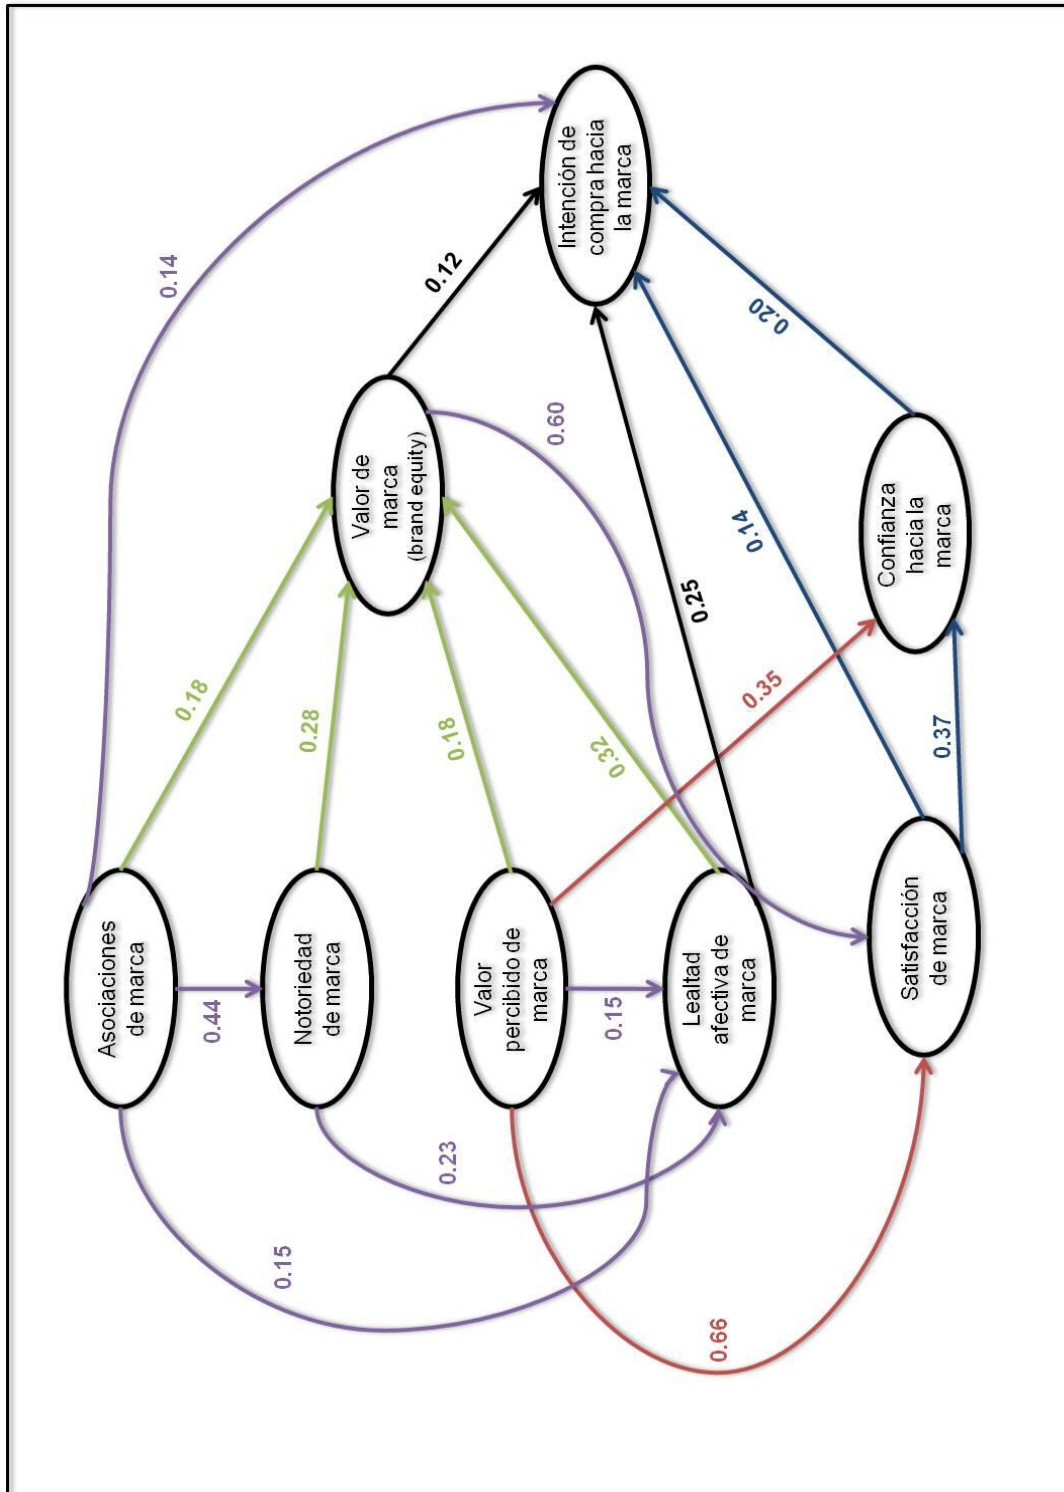 Asociaciones
de marca
Notoriedad
de marca
Valor
percibido de
marca
Lealtad
afectiva de
marca
Satisfacción
de marca
Valor de
marca
(brand equity)
Confianza
hacia la
marca
Intención de
compra hacia
la marca
0.14
0.12
0.60
0.20
0.14
0.25
0.18
0.28
0.18
0.32
0.35
0.37
0.44
0.15
0.23
0.15
0.66